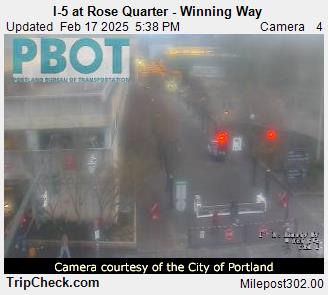 I-5 at Rose Quarter - Winning Way
Updated Feb 17 2025 5:38 PM Camera 4
PBOT
PORTLAND BUREAU OF TRANSPORTATION
Camera courtesy of the City of Portland
TripCheck.com Milepost302.00